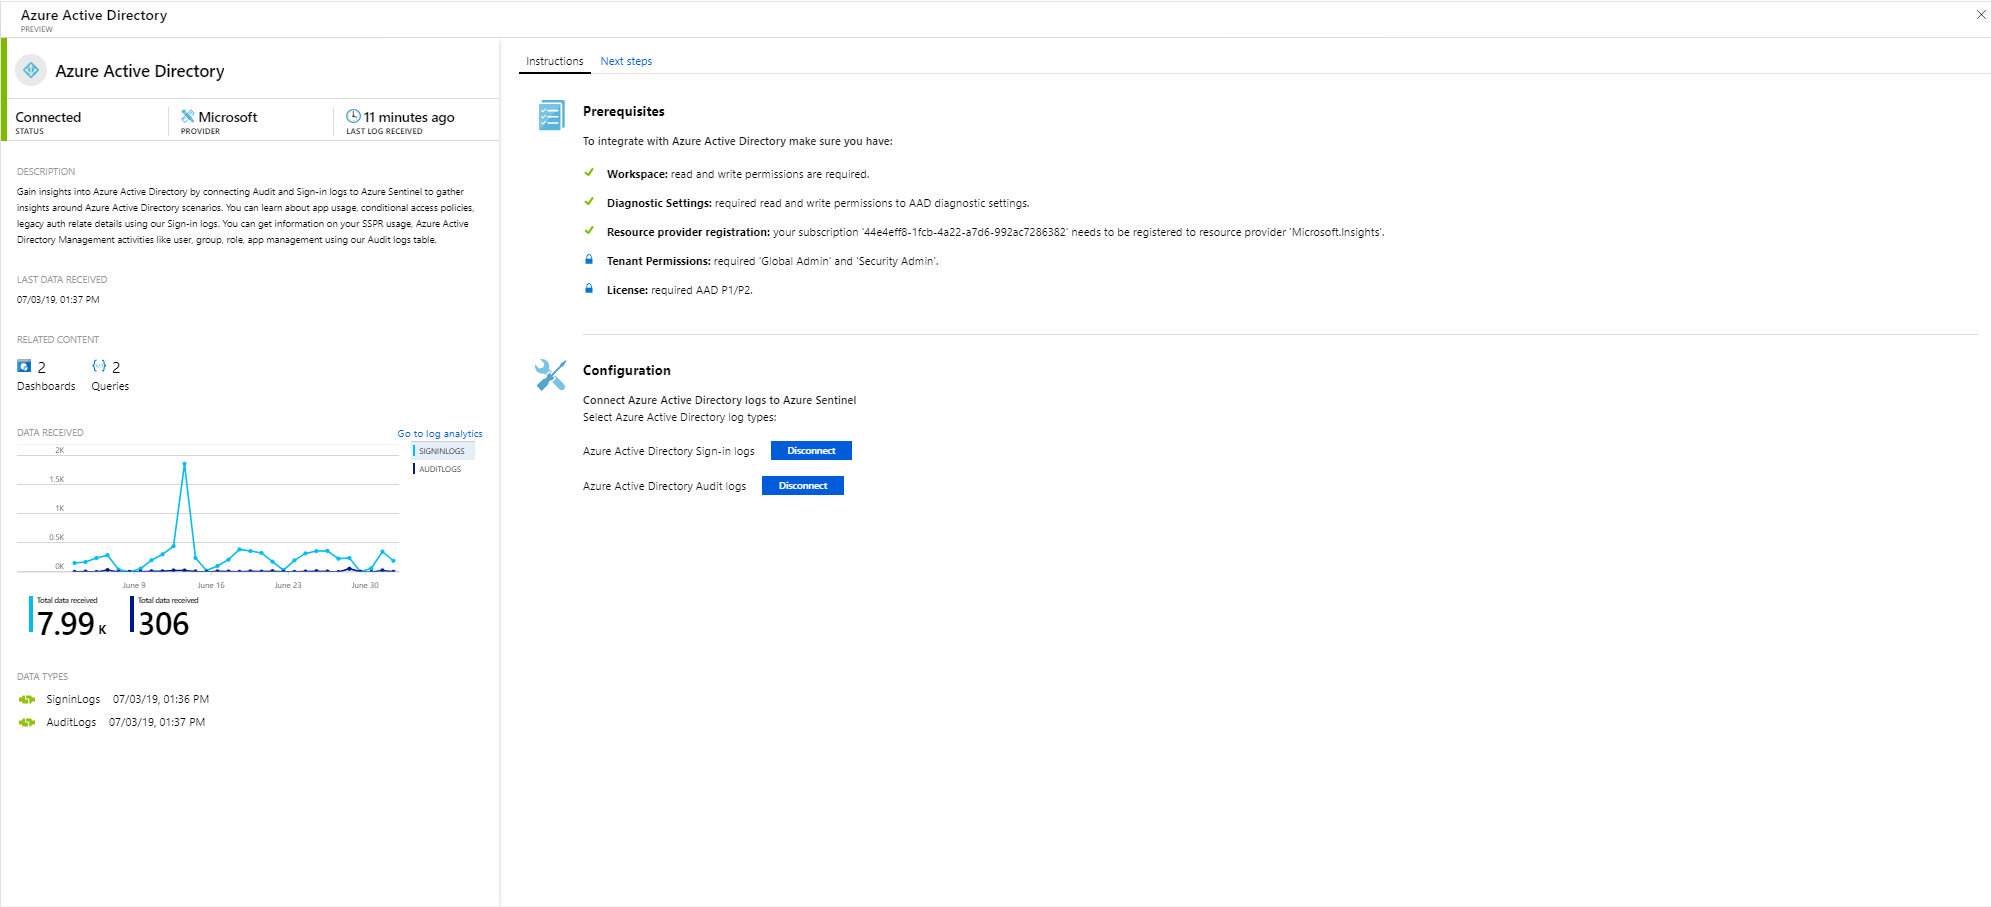 Azure Active Directory
PREVIEW
Azure Active Directory
Connected
STATUS
Microsoft
PROVIDER
11 minutes ago
LAST LOG RECEIVED
DESCRIPTION
Gain insights into Azure Active Directory by connecting Audit and Sign-in logs to Azure Sentinel to gather
insights around Azure Active Directory scenarios. You can learn about app usage, conditional access policies,
legacy auth relate details using our Sign-in logs. You can get information on your SSPR usage, Azure Active
Directory Management activities like user, group, role, app management using our Audit logs table.
LAST DATA RECEIVED
07/03/19, 01:37 PM
RELATED CONTENT
2
Dashboards
2
Queries
DATA RECEIVED
Go to log analytics
2K
1.5K
1K
0.5K
0K
June 9
June 16
June 23
June 30
SIGNINLOGS
AUDITLOGS
Total data received
7.99 K
Total data received
306
DATA TYPES
SigninLogs 07/03/19, 01:36 PM
AuditLogs 07/03/19, 01:37 PM
Instructions
Next steps
Prerequisites
To integrate with Azure Active Directory make sure you have:
Workspace: read and write permissions are required.
Diagnostic Settings: required read and write permissions to AAD diagnostic settings.
Resource provider registration: your subscription '44e4eff8-1fcb-4a22-a7d6-992ac7286382' needs to be registered to resource provider 'Microsoft.Insights'.
Tenant Permissions: required 'Global Admin' and 'Security Admin'.
License: required AAD P1/P2.
Configuration
Connect Azure Active Directory logs to Azure Sentinel
Select Azure Active Directory log types:
Azure Active Directory Sign-in logs Disconnect
Azure Active Directory Audit logs Disconnect